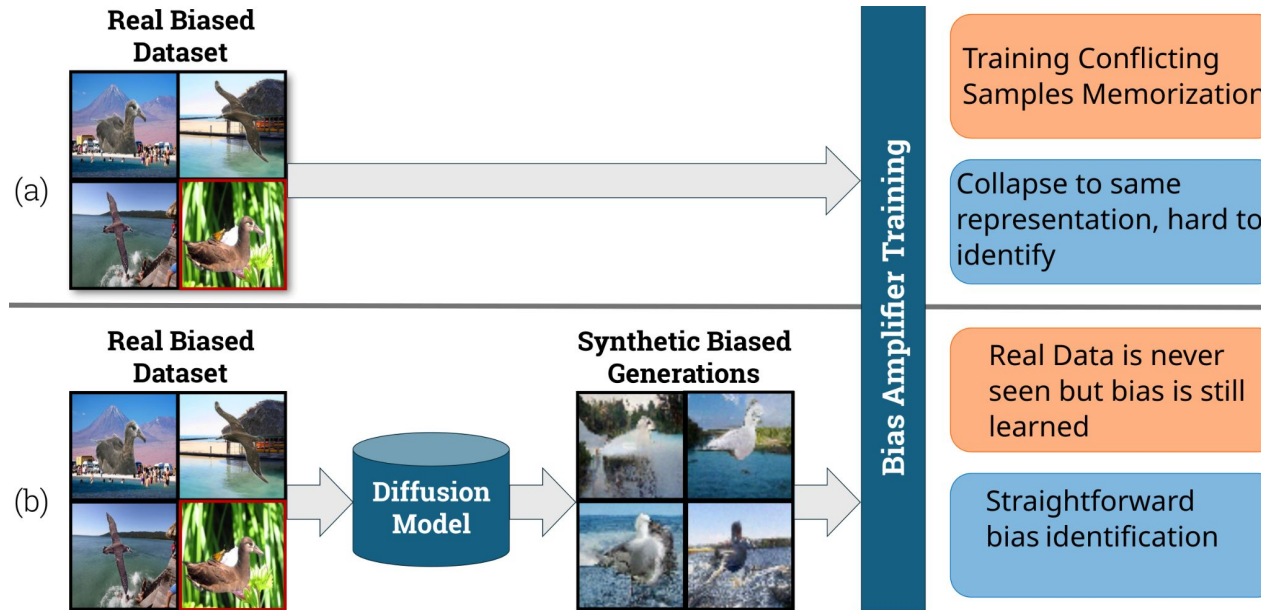 Real Biased
Dataset
(a)
Training Conflicting
Samples Memorization
Collapse to same
representation, hard to
identify
Bias Amplifier Training
Real Biased
Dataset
(b)
Diffusion
Model
Synthetic Biased
Generations
Real Data is never
seen but bias is still
learned
Straightforward
bias identification